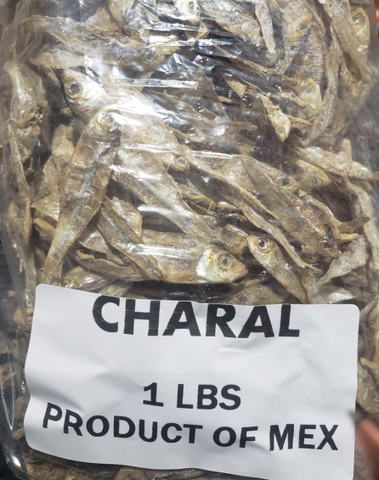 CHARAL
1 LBS
PRODUCT OF MEX